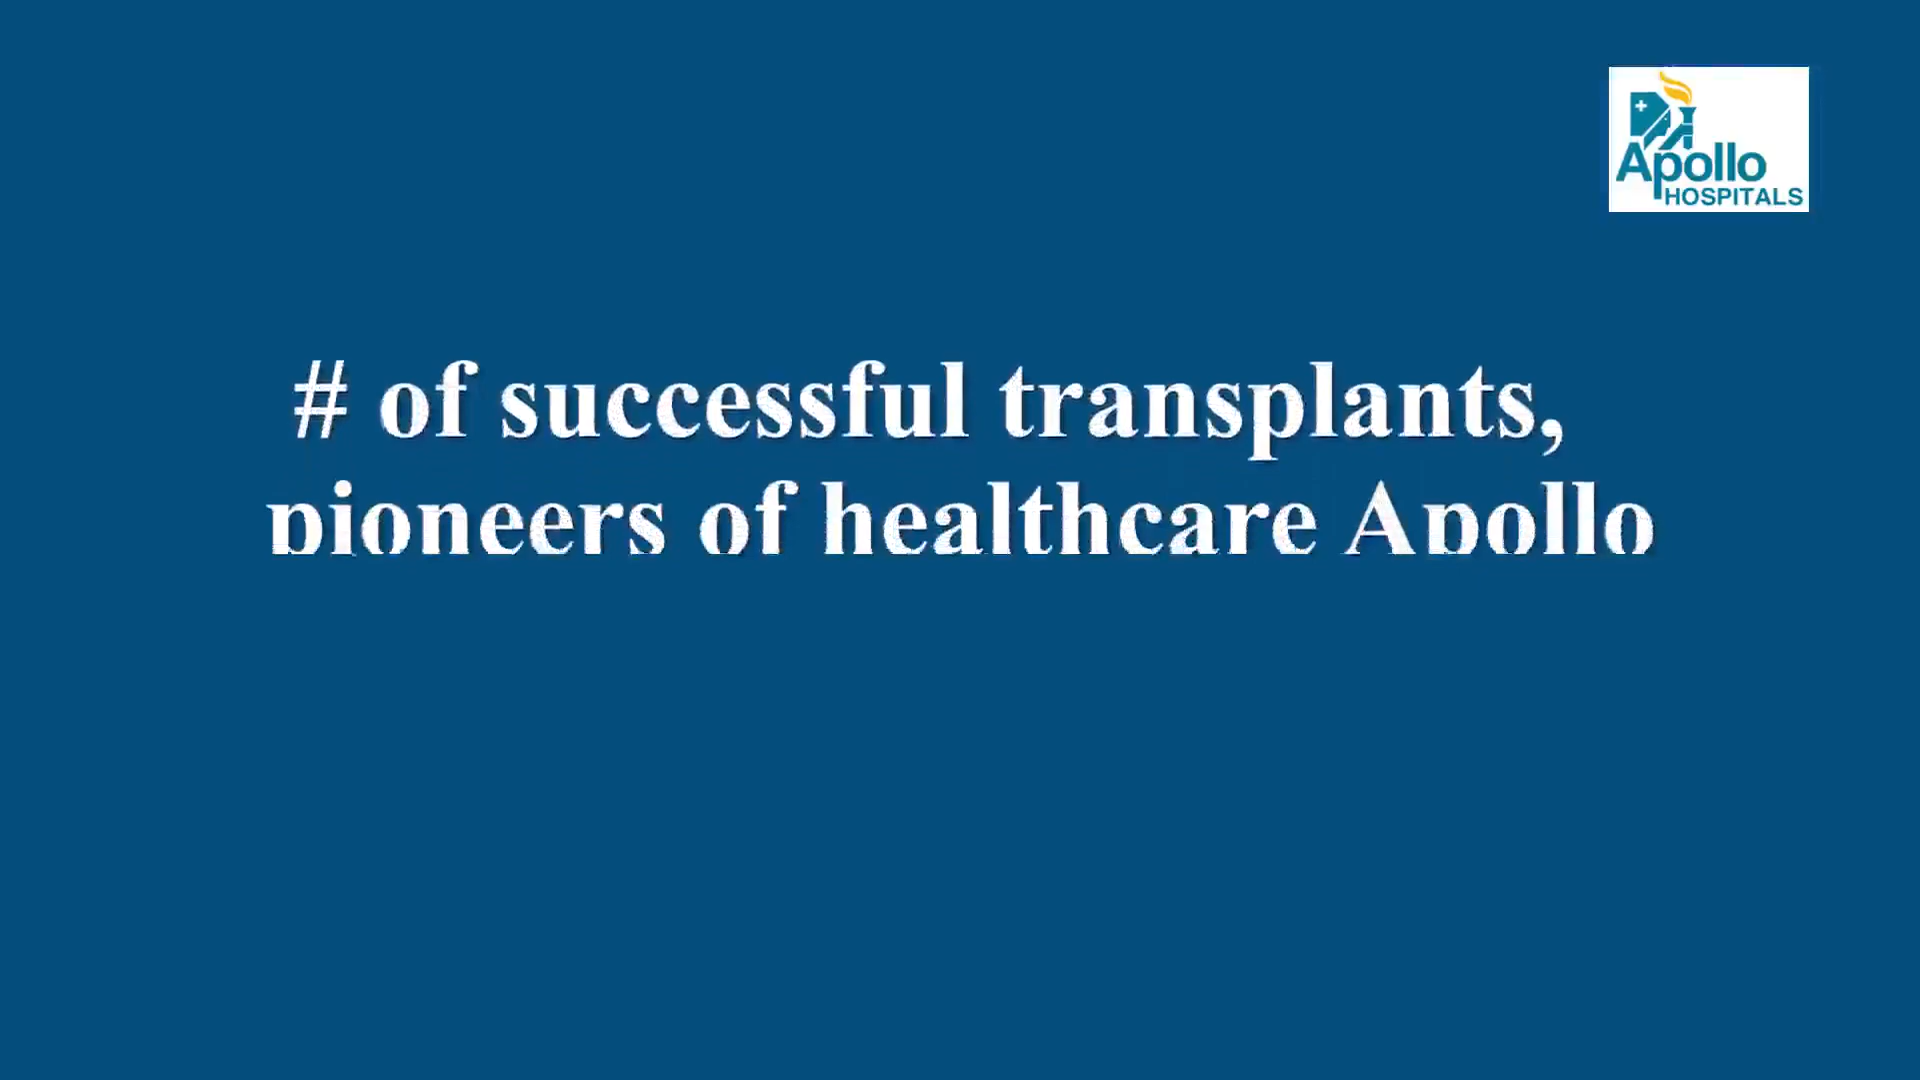 Apollo
HOSPITALS
# of successful transplants,
pioneers of healthcare Apollo